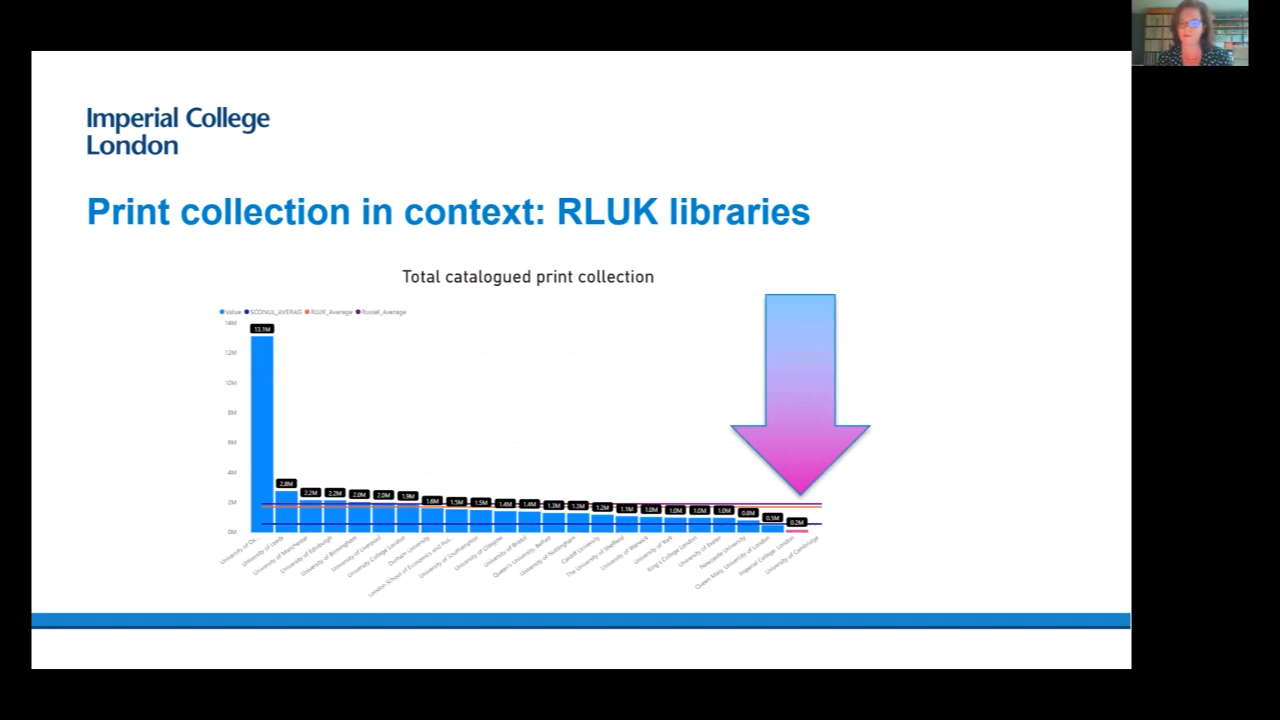 Imperial College
London
Print collection in context: RLUK libraries
Total catalogued print collection
Value SCONUL_AVERAG RLUK_Average Russel_Average
14M
12M
10M
8M
6M
4M
2M
0M
13.1M
2.8M
2.2M
2.2M
2.0M
2.0M
1.9M
1.6M
1.5M
1.5M
1.4M
1.4M
1.3M
1.3M
1.2M
1.1M
1.0M
1.0M
1.0M
1.0M
0.8M
0.5M
0.2M
University of Ox...
University of Leeds
University of Manchester
University of Edinburgh
University of Birmingham
University of Liverpool
University College London
Durham University
London School of Economics and Pol...
University of Southampton
University of Glasgow
University of Bristol
Queen's University, Belfast
University of Nottingham
Cardiff University
The University of Sheffield
University of Warwick
University of York
King's College London
University of Exeter
Newcastle University
Queen Mary, University of London
Imperial College, London
University of Cambridge